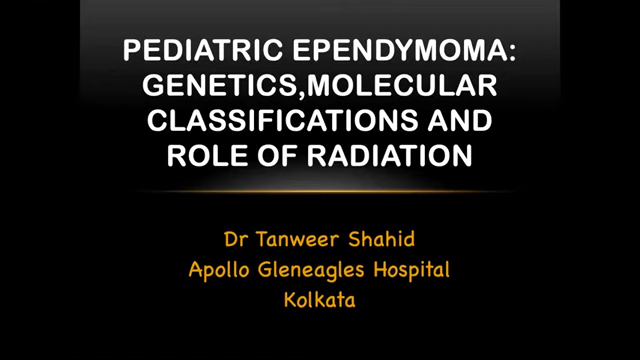 PEDIATRIC EPENDYMOMA:
GENETICS,MOLECULAR
CLASSIFICATIONS AND
ROLE OF RADIATION
Dr Tanweer Shahid
Apollo Gleneagles Hospital
Kolkata